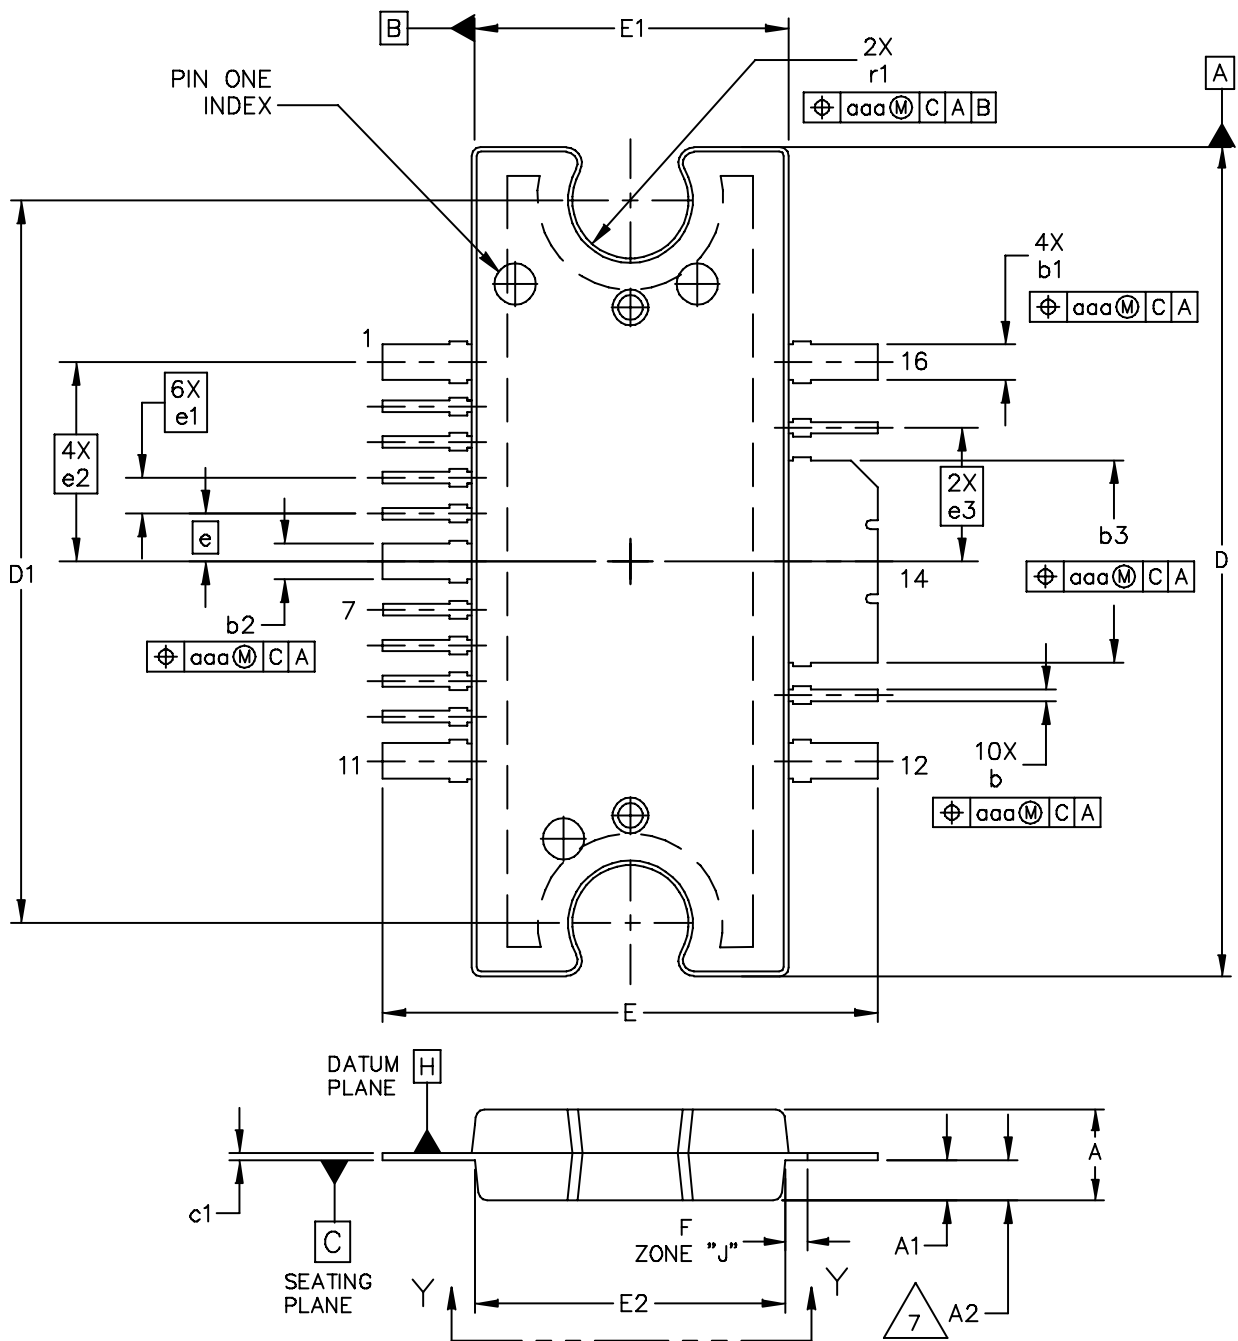 B
E1
2X
r1
⌖ aaa Ⓜ C A B
A
PIN ONE
INDEX
4X
b1
⌖ aaa Ⓜ C A
1
16
6X
e1
4X
e2
2X
e3
e
b3
⌖ aaa Ⓜ C A
D1
D
14
7
b2
⌖ aaa Ⓜ C A
11
12
10X
b
⌖ aaa Ⓜ C A
E
DATUM
PLANE
H
A
c1
C
SEATING
PLANE
F
ZONE "J"
A1
Y
Y
E2
7
A2